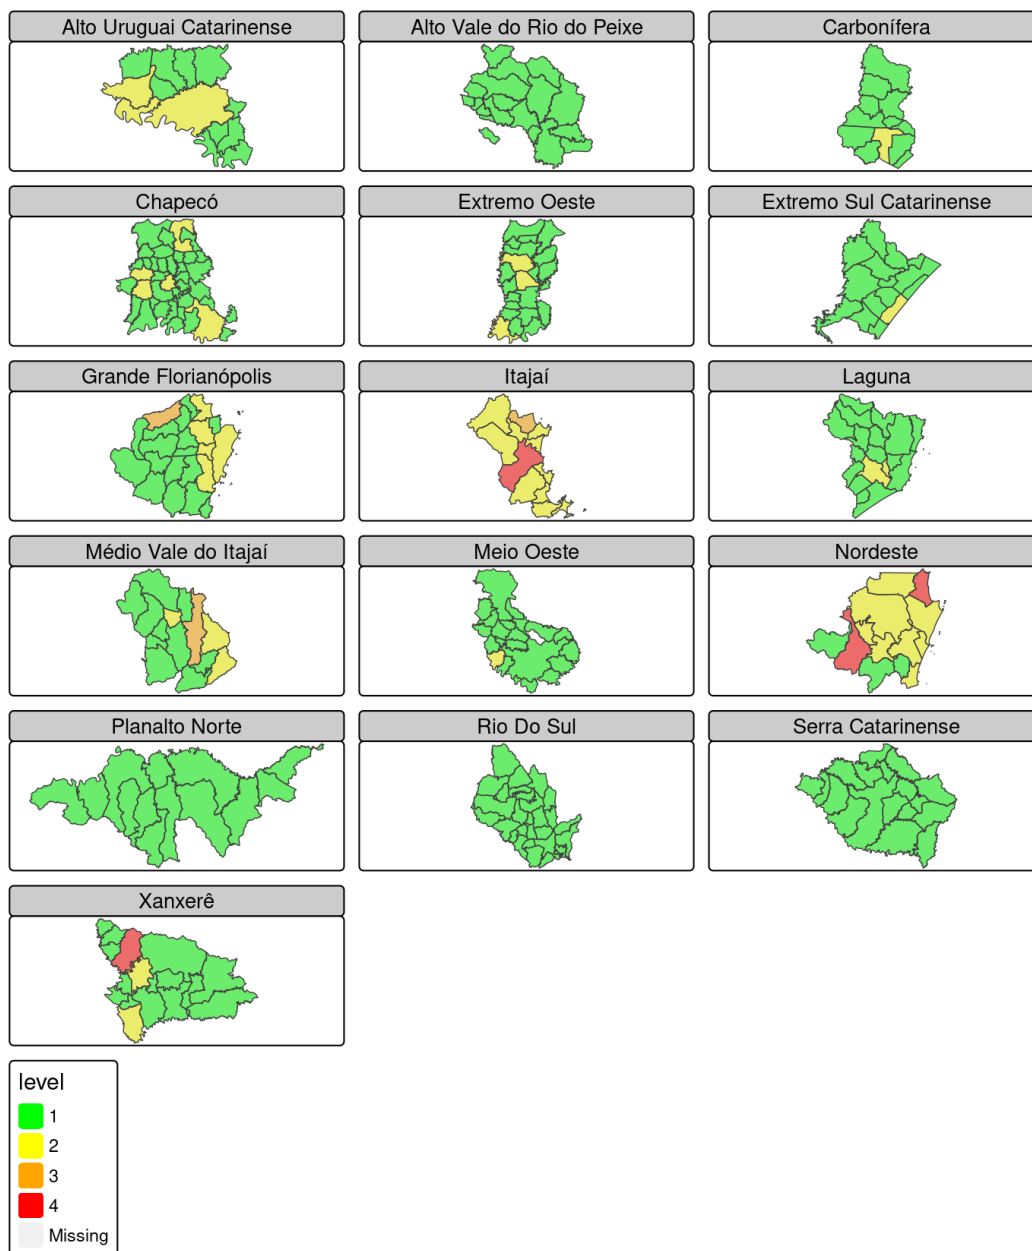 Alto Uruguai Catarinense
Alto Vale do Rio do Peixe
Carbonífera
Chapecó
Extremo Oeste
Extremo Sul Catarinense
Grande Florianópolis
Itajaí
Laguna
Médio Vale do Itajaí
Meio Oeste
Nordeste
Planalto Norte
Rio Do Sul
Serra Catarinense
Xanxerê
level
1
2
3
4
Missing